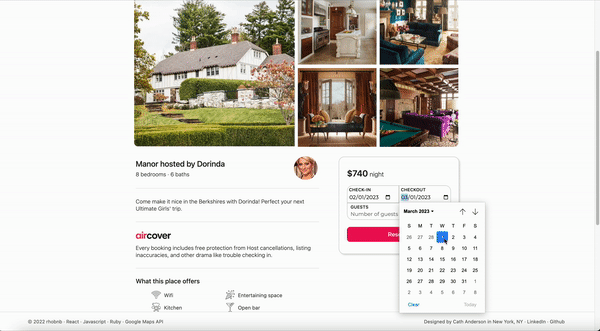 Manor hosted by Dorinda
8 bedrooms · 6 baths
Come make it nice in the Berkshires with Dorinda! Perfect your next
Ultimate Girls' trip.
aircover
Every booking includes free protection from Host cancellations, listing
inaccuracies, and other drama like trouble checking in.
What this place offers
Wifi
Entertaining space
Kitchen
Open bar
$740 night
CHECK-IN
CHECKOUT
02/01/2023
03/01/2023
GUESTS
Number of guests
Rese
March 2023
S M T W T F S
26 27 28 1 2 3 4
5 6 7 8 9 10 11
12 13 14 15 16 17 18
19 20 21 22 23 24 25
26 27 28 29 30 31 1
2 3 4 5 6 7 8
Clear
Today
© 2022 rhobnb · React · Javascript · Ruby · Google Maps API
Designed by Cath Anderson in New York, NY · LinkedIn · Github